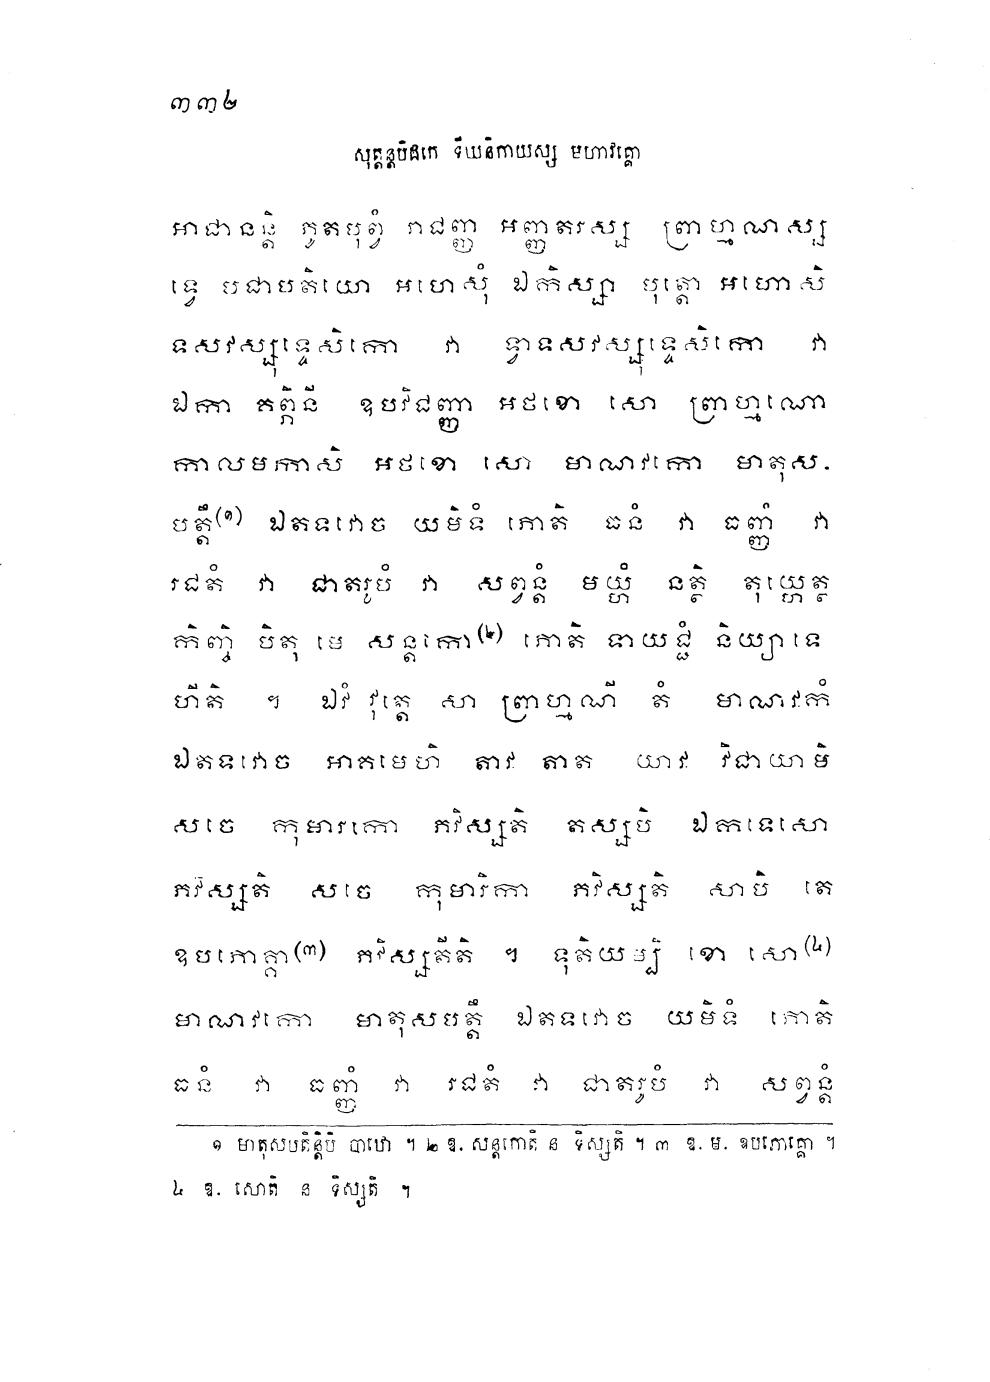 ៣៣២
សុត្តន្តបិដកេ ទីឃនិកាយស្ស មហាវគ្គោ
អាជានន្តិ ភូតបុព្វំ រាជញ្ញ អញ្ញតរស្ស ព្រាហ្មណស្ស
ទ្វេ បជាបតិយោ អហេសុំ ឯកិស្សា បុត្តោ អហោសិ
ទសវស្សុទ្ទេសិកោ វា ទ្វាទសវស្សុទ្ទេសិកោ វា
ឯកា គព្ភិនី ឧបវិជញ្ញា អថខោ សោ ព្រាហ្មណោ
កាលមកាសិ អថខោ សោ មាណវកោ មាតុស.
បត្តឹ(១) ឯតទវោច យមិទំ ភោតិ ធនំ វា ធញ្ញំ វា
រជតំ វា ជាតរូបំ វា សព្វន្តំ មយ្ហំ នត្ថិ តុយ្ហេត្ថ
កិញ្ចិ បិតុ មេ សន្តកោ(២) ភោតិ ទាយជ្ជំ និយ្យាទេ
ហីតិ ។ ឯវំ វុត្តេ សា ព្រាហ្មណី តំ មាណវកំ
ឯតទវោច អាគមេហិ តាវ តាត យាវ វិជាយាមិ
សចេ កុមារកោ ភវិស្សតិ តស្សបិ ឯកទេសោ
ភវិស្សតិ សចេ កុមារិកា ភវិស្សតិ សាបិ តេ
ឧបភោគ្គា(៣) ភវិស្សតីតិ ។ ទុតិយម្បិ ខោ សោ(៤)
មាណវកោ មាតុសបត្តឹ ឯតទវោច យមិទំ ភោតិ
ធនំ វា ធញ្ញំ វា រជតំ វា ជាតរូបំ វា សព្វន្តំ
១ មាតុសបតិន្តិបិ បាឋោ ។ ២ ឱ. សន្តកោតិ ន ទិស្សតិ ។ ៣ ឱ. ម. ឧបភោគ្គោ ។
៤ ឱ. សោតិ ន ទិស្សតិ ។